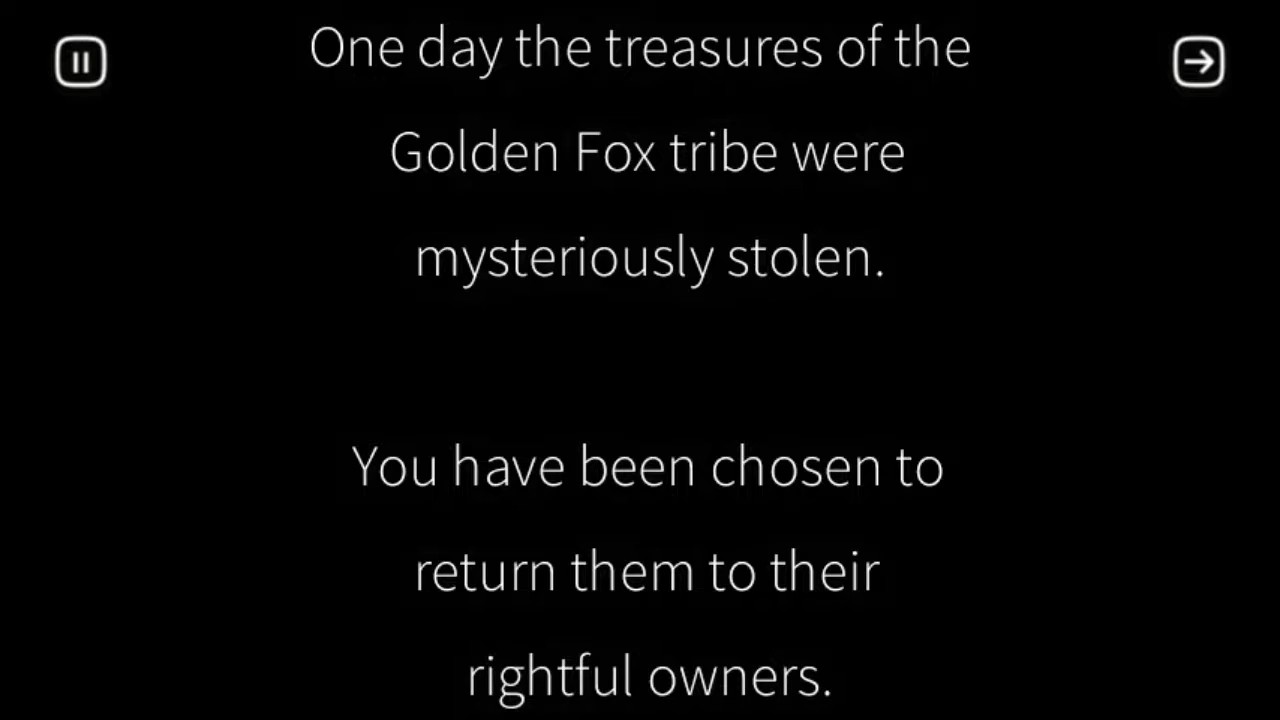 One day the treasures of the
Golden Fox tribe were
mysteriously stolen.
You have been chosen to
return them to their
rightful owners.